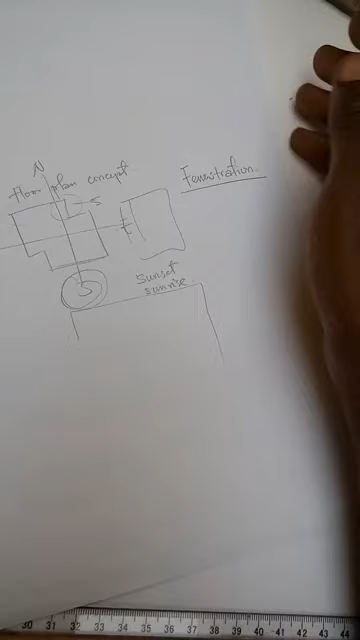 N
floor plan concept
Fenestration.
S
E
Sunset
sunrise
S
30 31 32 33 34 35 36 37 38 39 40 41 42 43